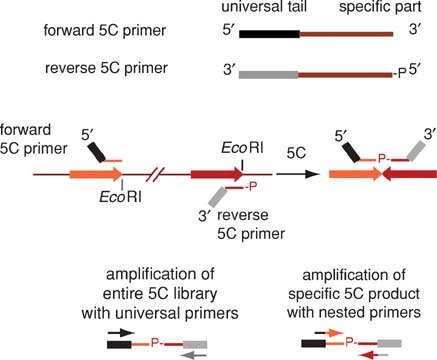 universal tail specific part
forward 5C primer 5′ 3′
reverse 5C primer 3′ -P 5′
forward 5′
5C primer
EcoRI
EcoRI
5C
P
3′ reverse
5C primer
5′ P- 3′
amplification of
entire 5C library
with universal primers
P-
amplification of
specific 5C product
with nested primers
P-